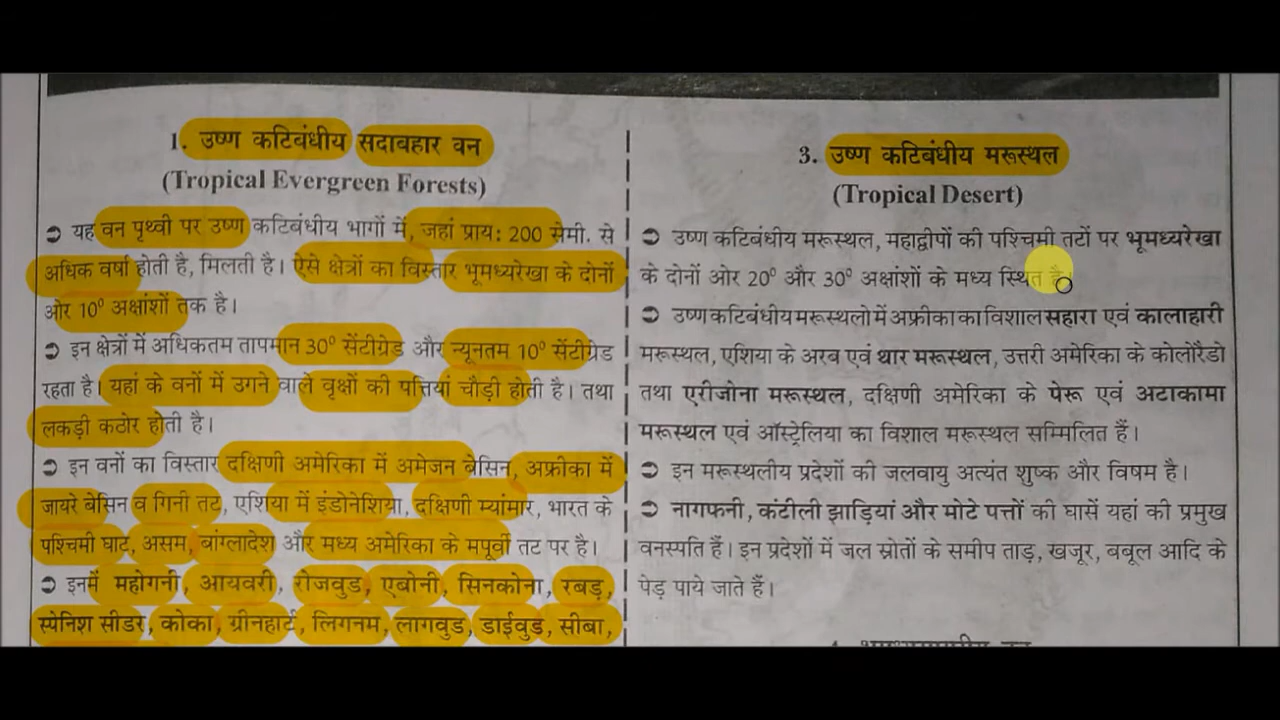 1. उष्ण कटिबंधीय सदाबहार वन
(Tropical Evergreen Forests)
➲ यह वन पृथ्वी पर उष्ण कटिबंधीय भागों में, जहां प्राय: 200 सेमी. से
अधिक वर्षा होती है, मिलती है। ऐसे क्षेत्रों का विस्तार भूमध्यरेखा के दोनों
ओर 10⁰ अक्षांशों तक है।
➲ इन क्षेत्रों में अधिकतम तापमान 30⁰ सेंटीग्रेड और न्यूनतम 10⁰ सेंटीग्रेड
रहता है। यहां के वनों में उगने वाले वृक्षों की पत्तियां चौड़ी होती है। तथा
लकड़ी कठोर होती है।
➲ इन वनों का विस्तार दक्षिणी अमेरिका में अमेजन बेसिन, अफ्रीका में
जायरे बेसिन व गिनी तट, एशिया में इंडोनेशिया, दक्षिणी म्यांमार, भारत के
पश्चिमी घाट, असम, बांग्लादेश और मध्य अमेरिका के मपूर्वी तट पर है।
➲ इनमें महोगनी, आयवरी, रोजवुड, एबोनी, सिनकोना, रबड़,
स्पेनिश सीडर, कोका, ग्रीनहार्ट, लिगनम, लागवुड, डाईवुड, सीबा,
3. उष्ण कटिबंधीय मरूस्थल
(Tropical Desert)
➲ उष्ण कटिबंधीय मरूस्थल, महाद्वीपों की पश्चिमी तटों पर भूमध्यरेखा
के दोनों ओर 20⁰ और 30⁰ अक्षांशों के मध्य स्थित है।
➲ उष्ण कटिबंधीय मरूस्थलो में अफ्रीका का विशाल सहारा एवं कालाहारी
मरूस्थल, एशिया के अरब एवं थार मरूस्थल, उत्तरी अमेरिका के कोलोरैडो
तथा एरीजोना मरूस्थल, दक्षिणी अमेरिका के पेरू एवं अटाकामा
मरूस्थल एवं ऑस्ट्रेलिया का विशाल मरूस्थल सम्मिलित हैं।
➲ इन मरूस्थलीय प्रदेशों की जलवायु अत्यंत शुष्क और विषम है।
➲ नागफनी, कंटीली झाड़ियां और मोटे पत्तों की घासें यहां की प्रमुख
वनस्पति हैं। इन प्रदेशों में जल स्रोतों के समीप ताड़, खजूर, बबूल आदि के
पेड़ पाये जाते हैं।